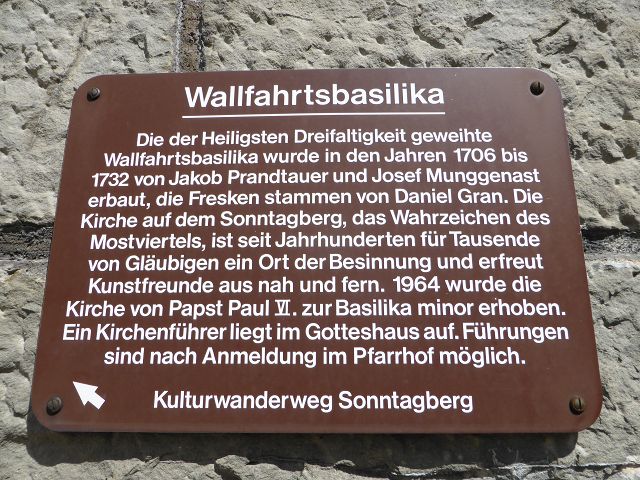 Wallfahrtsbasilika
Die der Heiligsten Dreifaltigkeit geweihte
Wallfahrtsbasilika wurde in den Jahren 1706 bis
1732 von Jakob Prandtauer und Josef Munggenast
erbaut, die Fresken stammen von Daniel Gran. Die
Kirche auf dem Sonntagberg, das Wahrzeichen des
Mostviertels, ist seit Jahrhunderten für Tausende
von Gläubigen ein Ort der Besinnung und erfreut
Kunstfreunde aus nah und fern. 1964 wurde die
Kirche von Papst Paul VI. zur Basilika minor erhoben.
Ein Kirchenführer liegt im Gotteshaus auf. Führungen
sind nach Anmeldung im Pfarrhof möglich.
Kulturwanderweg Sonntagberg